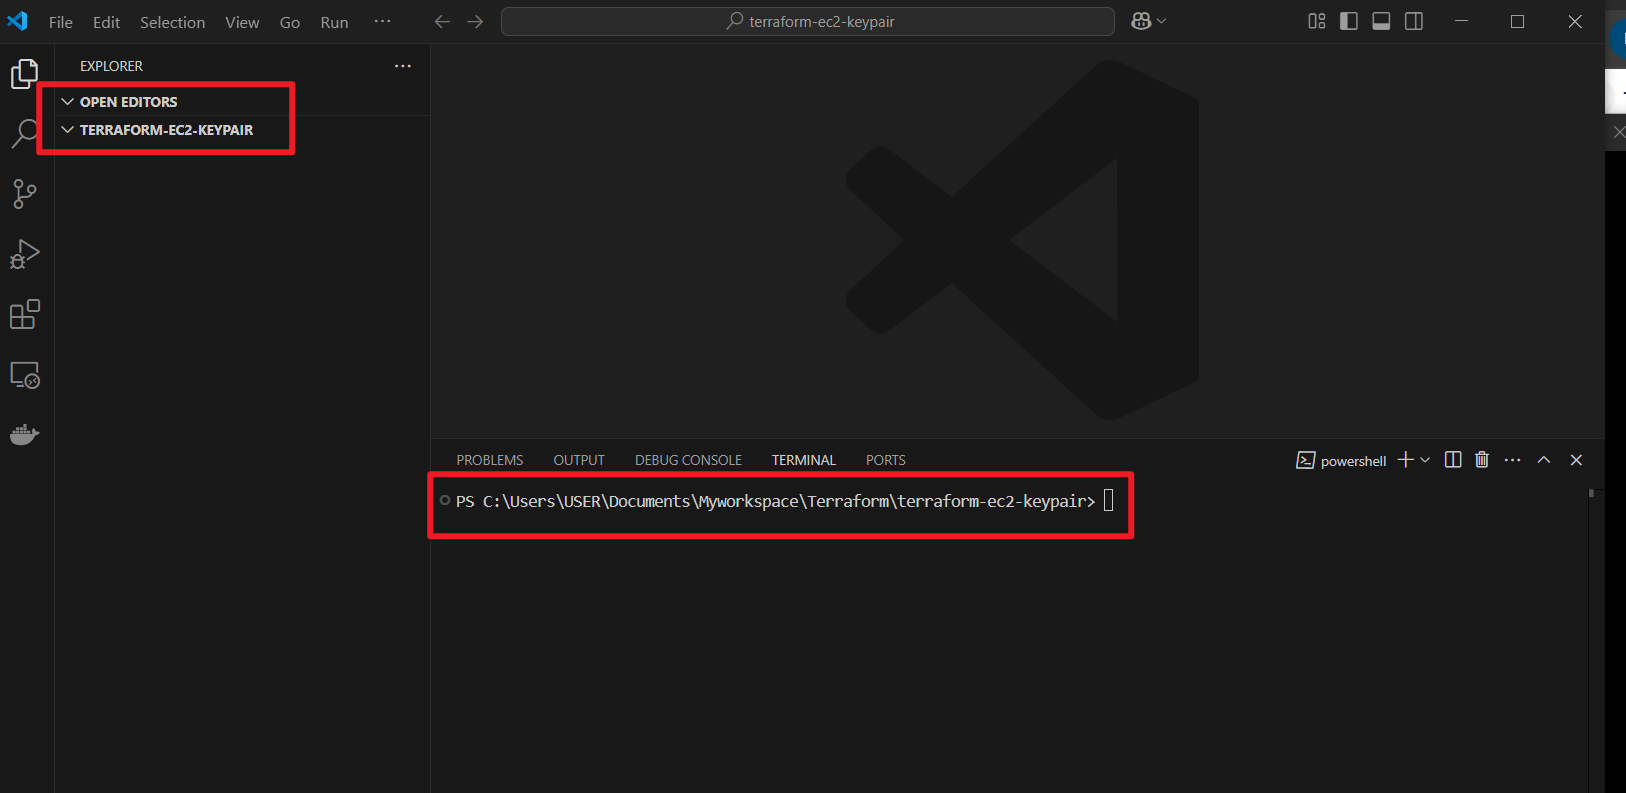 File Edit Selection View Go Run ···
terraform-ec2-keypair
EXPLORER
OPEN EDITORS
TERRAFORM-EC2-KEYPAIR
PROBLEMS OUTPUT DEBUG CONSOLE TERMINAL PORTS
powershell
PS C:\Users\USER\Documents\Myworkspace\Terraform\terraform-ec2-keypair>